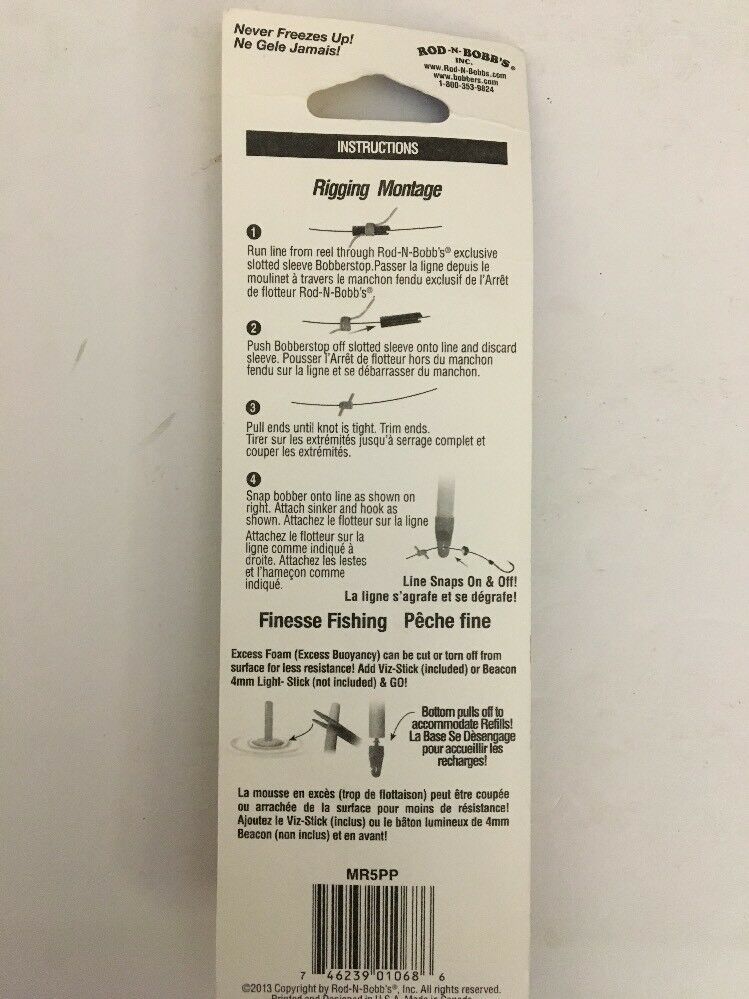 Never Freezes Up!
Ne Gele Jamais!
ROD-N-BOBB'S®
INC.
www.Rod-N-Bobbs.com
www.bobbers.com
1-800-353-9824
INSTRUCTIONS
Rigging Montage
1
Run line from reel through Rod-N-Bobb's® exclusive
slotted sleeve Bobberstop.Passer la ligne depuis le
moulinet à travers le manchon fendu exclusif de l'Arrêt
de flotteur Rod-N-Bobb's®.
2
Push Bobberstop off slotted sleeve onto line and discard
sleeve. Pousser l'Arrêt de flotteur hors du manchon
fendu sur la ligne et se débarrasser du manchon.
3
Pull ends until knot is tight. Trim ends.
Tirer sur les extrémités jusqu'à serrage complet et
couper les extrémités.
4
Snap bobber onto line as shown on
right. Attach sinker and hook as
shown. Attachez le flotteur sur la ligne
Attachez le flotteur sur la
ligne comme indiqué à
droite. Attachez les lestes
et l'hameçon comme
indiqué.
Line Snaps On & Off!
La ligne s'agrafe et se dégrafe!
Finesse Fishing Pêche fine
Excess Foam (Excess Buoyancy) can be cut or torn off from
surface for less resistance! Add Viz-Stick (included) or Beacon
4mm Light- Stick (not included) & GO!
Bottom pulls off to
accommodate Refills!
La Base Se Dèsengage
pour accueillir les
recharges!
La mousse en excès (trop de flottaison) peut être coupée
ou arrachée de la surface pour moins de résistance!
Ajoutez le Viz-Stick (inclus) ou le bâton lumineux de 4mm
Beacon (non inclus) et en avant!
MR5PP
7 46239 01068 6
©2013 Copyright by Rod-N-Bobb's®, Inc. All rights reserved.
Printed and Designed in U.S.A. Made in Canada